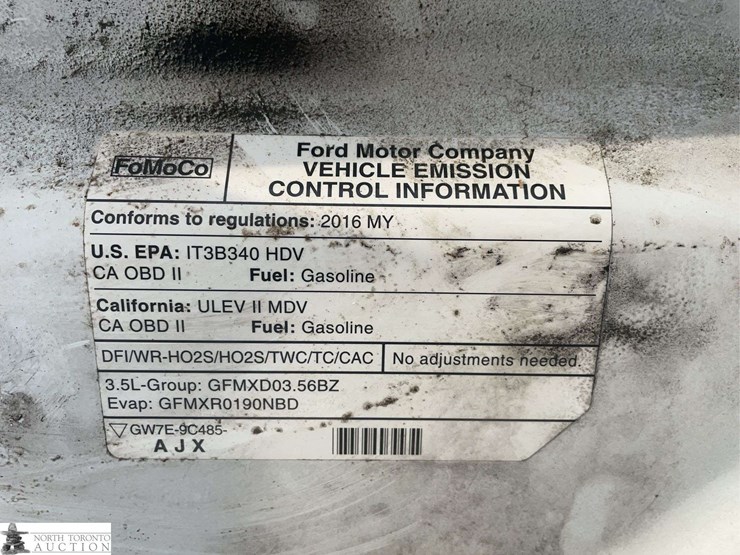 FoMoCo
Ford Motor Company
VEHICLE EMISSION
CONTROL INFORMATION
Conforms to regulations: 2016 MY
U.S. EPA: IT3B340 HDV
CA OBD II Fuel: Gasoline
California: ULEV II MDV
CA OBD II Fuel: Gasoline
DFI/WR-HO2S/HO2S/TWC/TC/CAC No adjustments needed.
3.5L-Group: GFMXD03.56BZ
Evap: GFMXR0190NBD
GW7E-9C485-
AJX
NORTH TORONTO
AUCTION